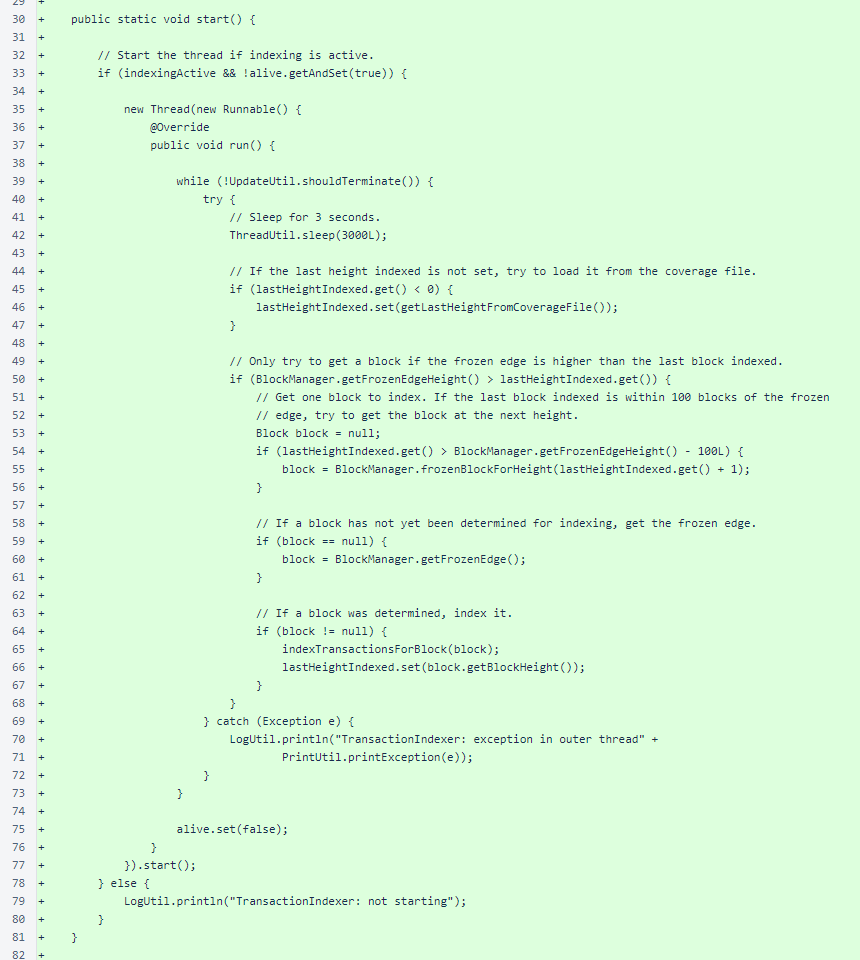 29 +
30 +     public static void start() {
31 +
32 +         // Start the thread if indexing is active.
33 +         if (indexingActive && !alive.getAndSet(true)) {
34 +
35 +             new Thread(new Runnable() {
36 +                 @Override
37 +                 public void run() {
38 +
39 +                     while (!UpdateUtil.shouldTerminate()) {
40 +                         try {
41 +                             // Sleep for 3 seconds.
42 +                             ThreadUtil.sleep(3000L);
43 +
44 +                             // If the last height indexed is not set, try to load it from the coverage file.
45 +                             if (lastHeightIndexed.get() < 0) {
46 +                                 lastHeightIndexed.set(getLastHeightFromCoverageFile());
47 +                             }
48 +
49 +                             // Only try to get a block if the frozen edge is higher than the last block indexed.
50 +                             if (BlockManager.getFrozenEdgeHeight() > lastHeightIndexed.get()) {
51 +                                 // Get one block to index. If the last block indexed is within 100 blocks of the frozen
52 +                                 // edge, try to get the block at the next height.
53 +                                 Block block = null;
54 +                                 if (lastHeightIndexed.get() > BlockManager.getFrozenEdgeHeight() - 100L) {
55 +                                     block = BlockManager.frozenBlockForHeight(lastHeightIndexed.get() + 1);
56 +                                 }
57 +
58 +                                 // If a block has not yet been determined for indexing, get the frozen edge.
59 +                                 if (block == null) {
60 +                                     block = BlockManager.getFrozenEdge();
61 +                                 }
62 +
63 +                                 // If a block was determined, index it.
64 +                                 if (block != null) {
65 +                                     indexTransactionsForBlock(block);
66 +                                     lastHeightIndexed.set(block.getBlockHeight());
67 +                                 }
68 +                             }
69 +                         } catch (Exception e) {
70 +                             LogUtil.println("TransactionIndexer: exception in outer thread" +
71 +                                     PrintUtil.printException(e));
72 +                         }
73 +                     }
74 +
75 +                     alive.set(false);
76 +                 }
77 +             }).start();
78 +         } else {
79 +             LogUtil.println("TransactionIndexer: not starting");
80 +         }
81 +     }
82 +